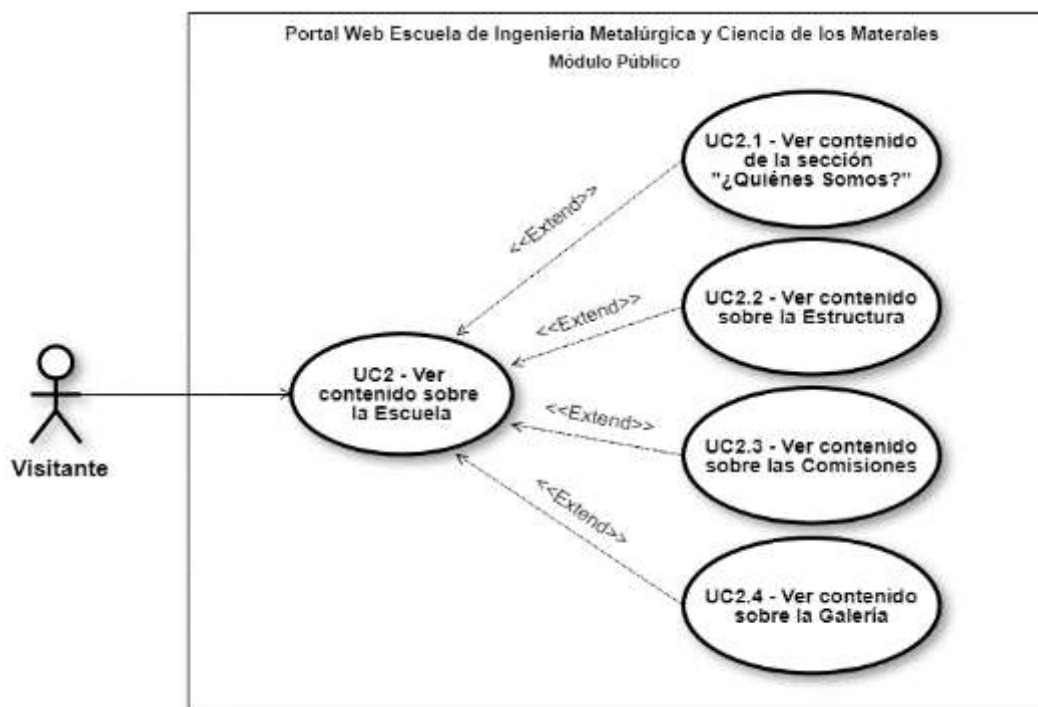 Portal Web Escuela de Ingeniería Metalúrgica y Ciencia de los Materales
Módulo Público
UC2.1 - Ver contenido
de la sección
"¿Quiénes Somos?"
<<Extend>>
UC2.2 - Ver contenido
sobre la Estructura
<<Extend>>
UC2 - Ver
contenido sobre
la Escuela
<<Extend>>
UC2.3 - Ver contenido
sobre las Comisiones
Visitante
<<Extend>>
UC2.4 - Ver contenido
sobre la Galería